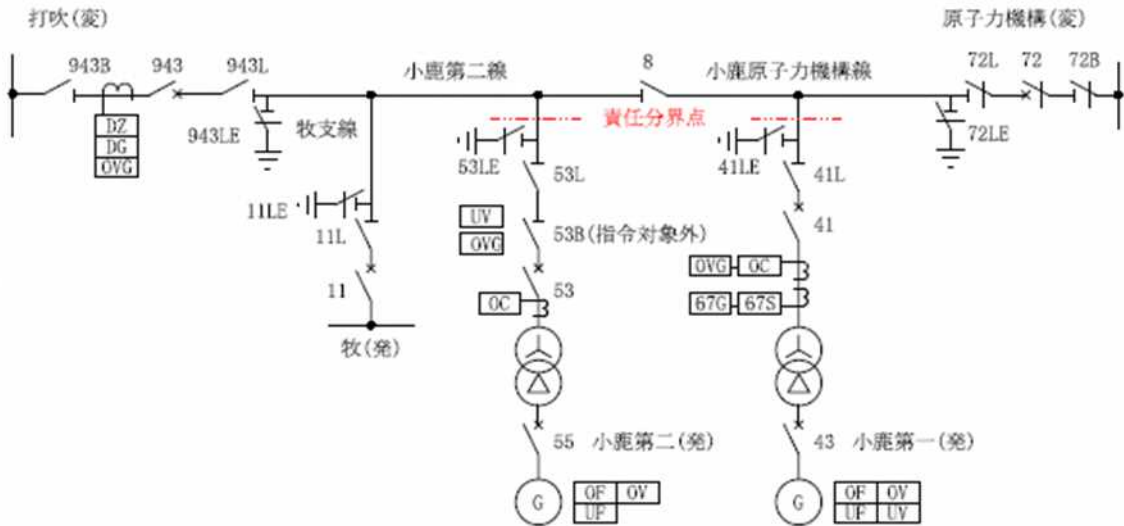 打吹(変)
原子力機構(変)
943B
943
943L
小鹿第二線
8
小鹿原子力機構線
72L
72
72B
DZ
DG
OVG
943LE
牧支線
責任分界点
72LE
53LE
53L
41LE
41L
11LE
11L
UV
OVG
53B(指令対象外)
41
11
OC
53
OVG
OC
67G
67S
牧(発)
55
小鹿第二(発)
43
小鹿第一(発)
G
OF
OV
UF
G
OF
OV
UF
UV